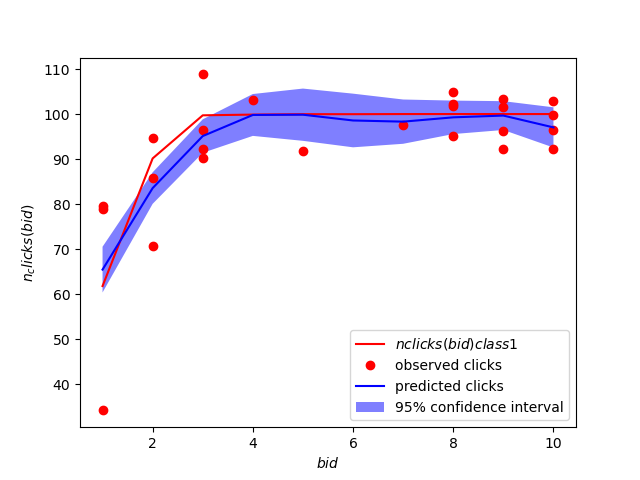 110
100
90
80
70
60
50
40
n_clicks(bid)
nclicks(bid)class1
observed clicks
predicted clicks
95% confidence interval
2
4
6
8
10
bid